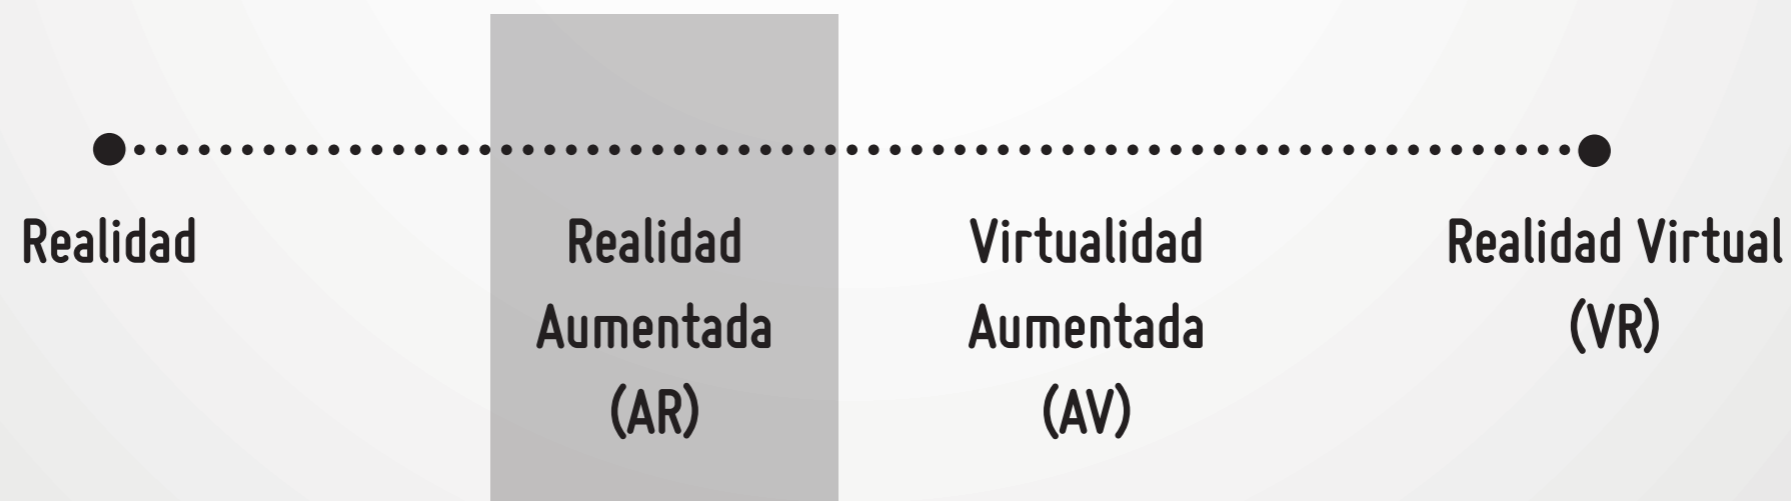 Realidad
Realidad
Aumentada
(AR)
Virtualidad
Aumentada
(AV)
Realidad Virtual
(VR)